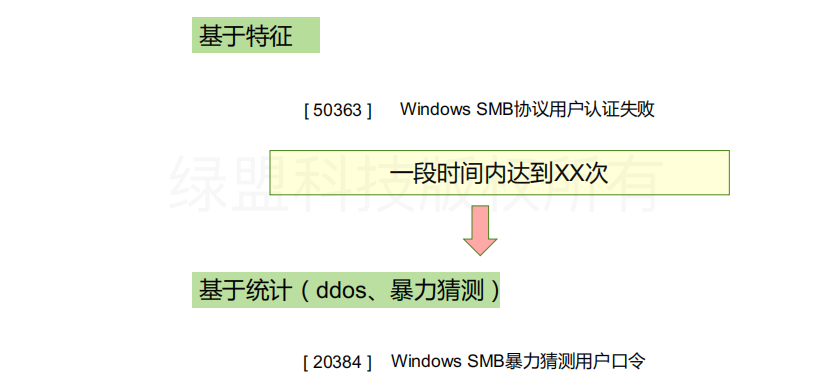 基于特征
[ 50363 ] Windows SMB协议用户认证失败
一段时间内达到XX次
绿盟科技版权所有
基于统计（ddos、暴力猜测）
[ 20384 ] Windows SMB暴力猜测用户口令